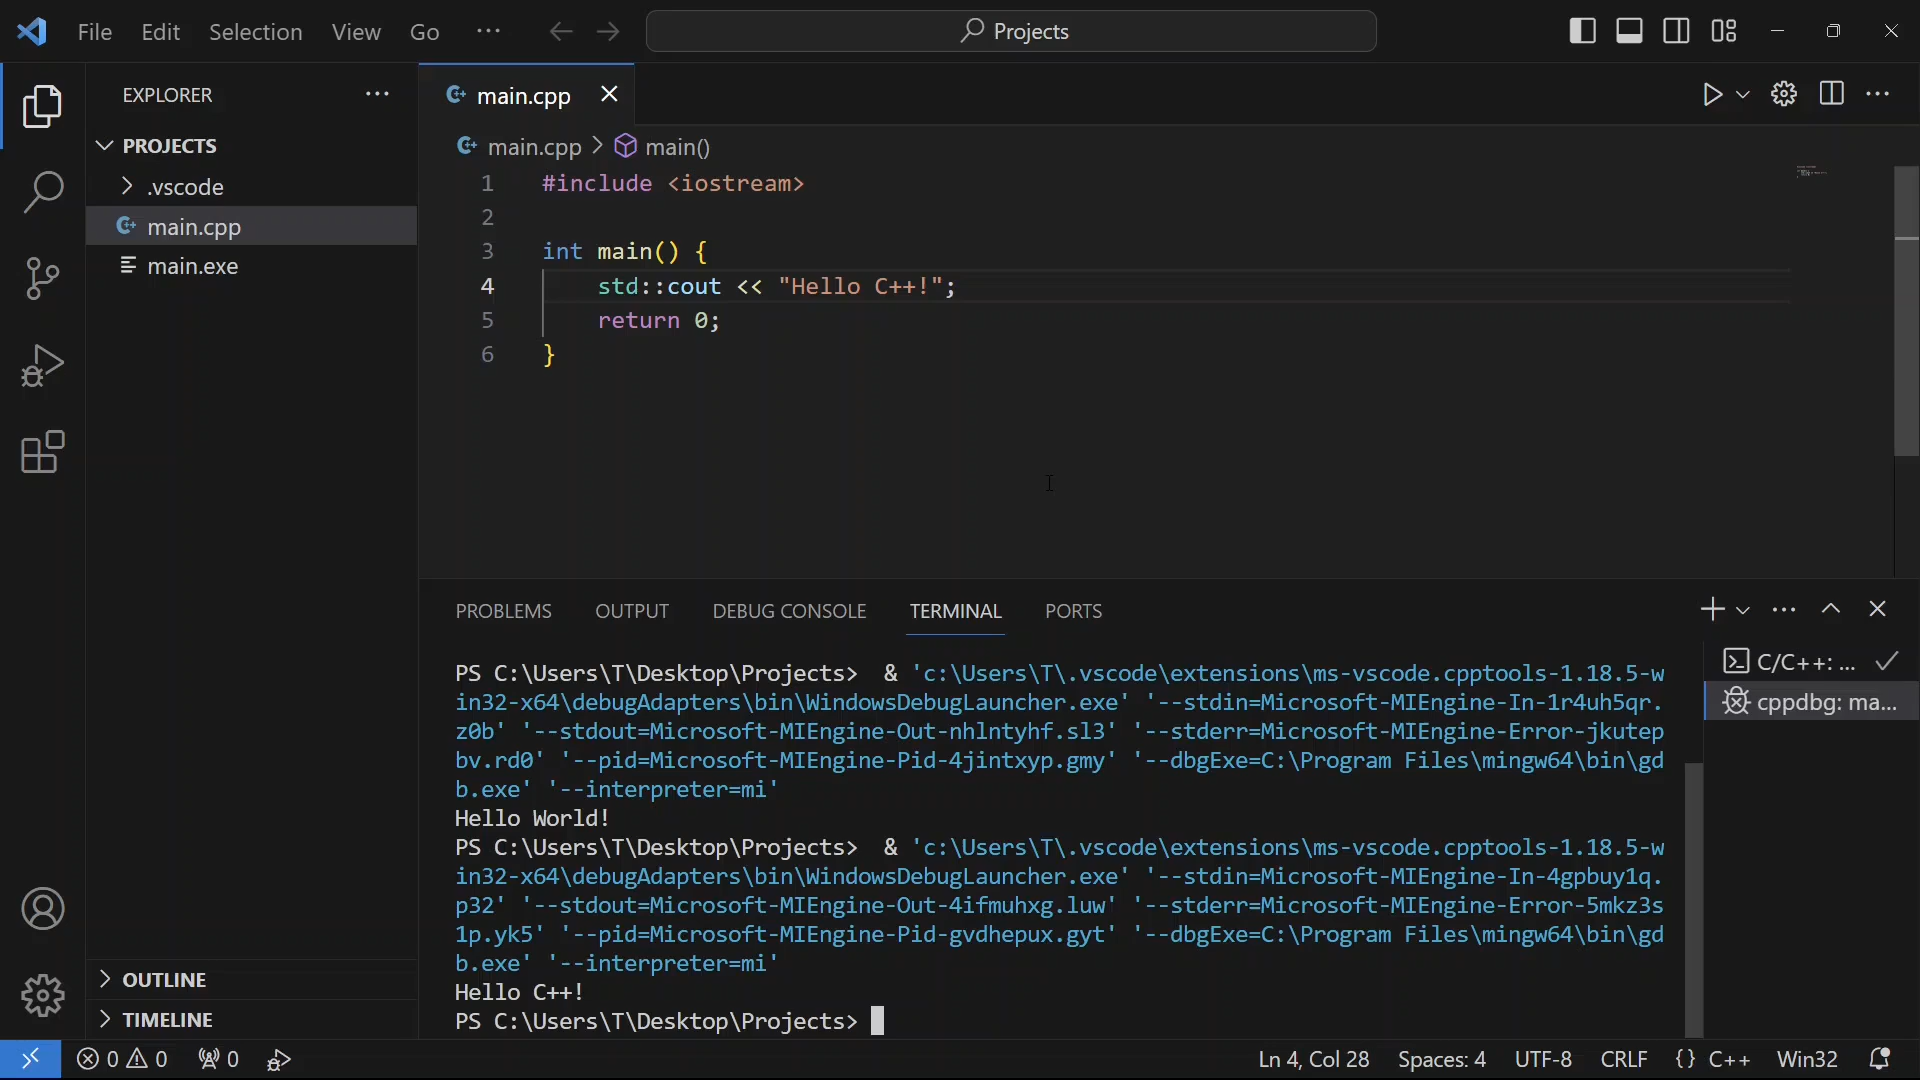 File Edit Selection View Go ... Projects
EXPLORER ...
PROJECTS
.vscode
main.cpp
main.exe
OUTLINE
TIMELINE
main.cpp
main.cpp > main()
1 #include <iostream>
2
3 int main() {
4 std::cout << "Hello C++!";
5 return 0;
6 }
PROBLEMS OUTPUT DEBUG CONSOLE TERMINAL PORTS
PS C:\Users\T\Desktop\Projects> & 'c:\Users\T\.vscode\extensions\ms-vscode.cpptools-1.18.5-w
in32-x64\debugAdapters\bin\WindowsDebugLauncher.exe' '--stdin=Microsoft-MIEngine-In-1r4uh5qr.
z0b' '--stdout=Microsoft-MIEngine-Out-nhlntyhf.sl3' '--stderr=Microsoft-MIEngine-Error-jkutep
bv.rd0' '--pid=Microsoft-MIEngine-Pid-4jintxyp.gmy' '--dbgExe=C:\Program Files\mingw64\bin\gd
b.exe' '--interpreter=mi'
Hello World!
PS C:\Users\T\Desktop\Projects> & 'c:\Users\T\.vscode\extensions\ms-vscode.cpptools-1.18.5-w
in32-x64\debugAdapters\bin\WindowsDebugLauncher.exe' '--stdin=Microsoft-MIEngine-In-4gpbuy1q.
p32' '--stdout=Microsoft-MIEngine-Out-4ifmuhxg.luw' '--stderr=Microsoft-MIEngine-Error-5mkz3s
1p.yk5' '--pid=Microsoft-MIEngine-Pid-gvdhepux.gyt' '--dbgExe=C:\Program Files\mingw64\bin\gd
b.exe' '--interpreter=mi'
Hello C++!
PS C:\Users\T\Desktop\Projects>
C/C++: ...
cppdbg: ma...
0 0 0 Ln 4, Col 28 Spaces: 4 UTF-8 CRLF {} C++ Win32